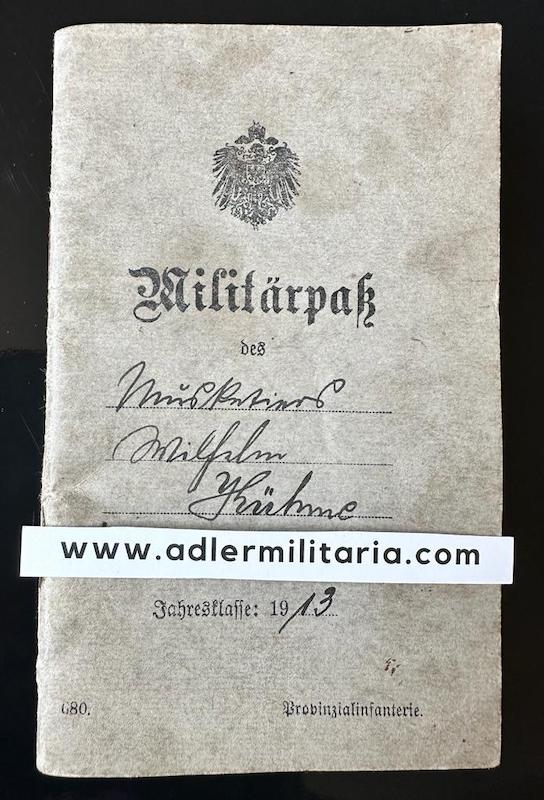 Militärpaß
des
Musketiers
Wilhelm
Kühne
www.adlermilitaria.com
Jahresklasse: 1913
680. Provinzialinfanterie.